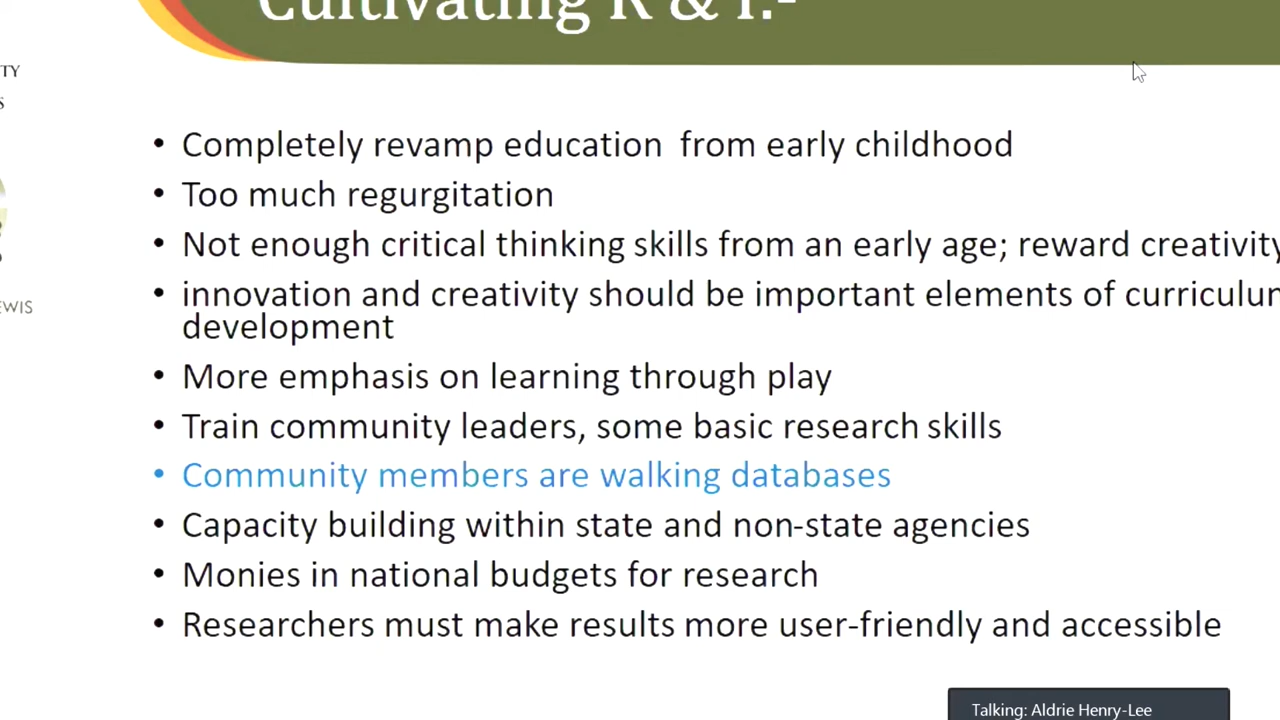 Cultivating R & I:-
TY
S
EWIS
• Completely revamp education from early childhood
• Too much regurgitation
• Not enough critical thinking skills from an early age; reward creativity
• innovation and creativity should be important elements of curriculum
development
• More emphasis on learning through play
• Train community leaders, some basic research skills
• Community members are walking databases
• Capacity building within state and non-state agencies
• Monies in national budgets for research
• Researchers must make results more user-friendly and accessible
Talking: Aldrie Henry-Lee